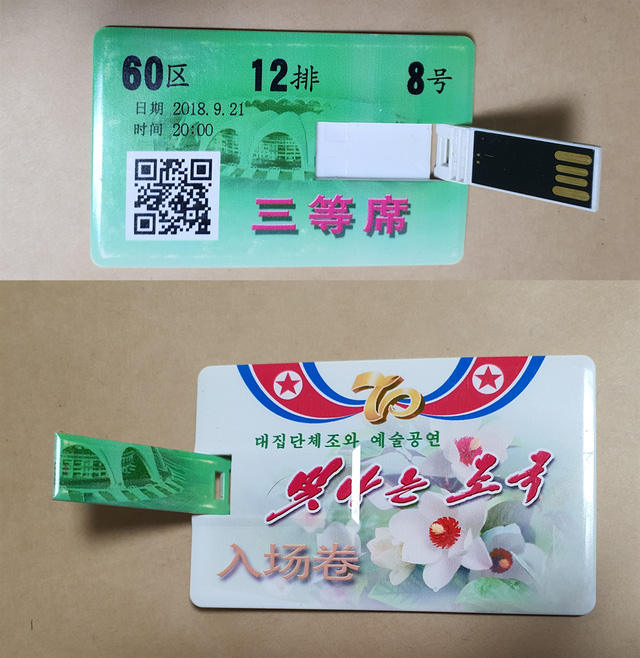 60区 12排 8号
日期 2018.9.21
时间 20:00
三等席
70
대집단체조와 예술공연
빛나는 조국
入场卷